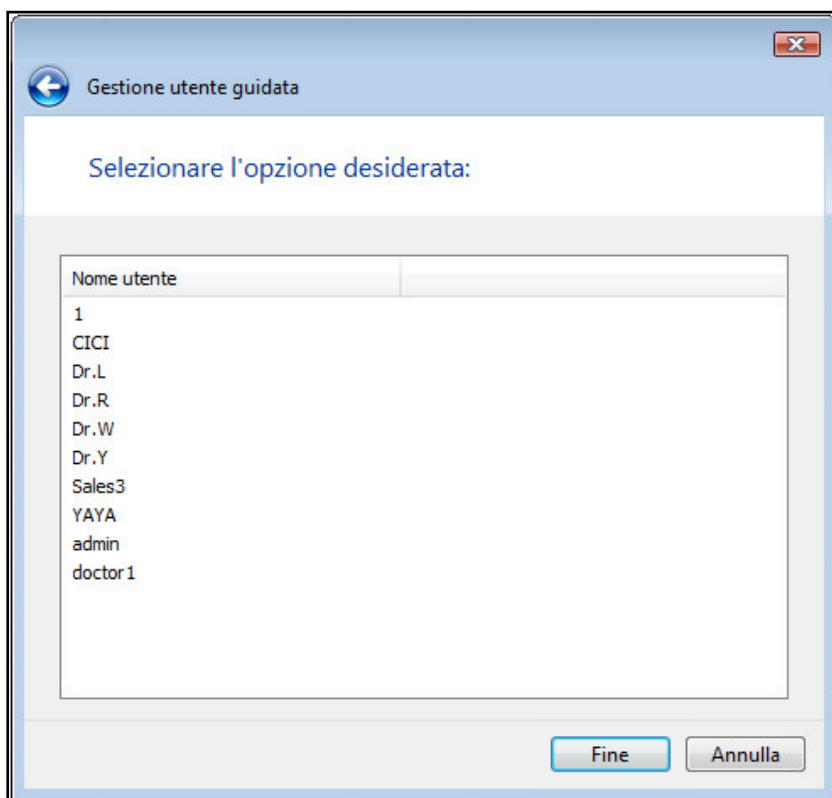 Gestione utente guidata
Selezionare l'opzione desiderata:
Nome utente
1
CICI
Dr.L
Dr.R
Dr.W
Dr.Y
Sales3
YAYA
admin
doctor1
Fine
Annulla